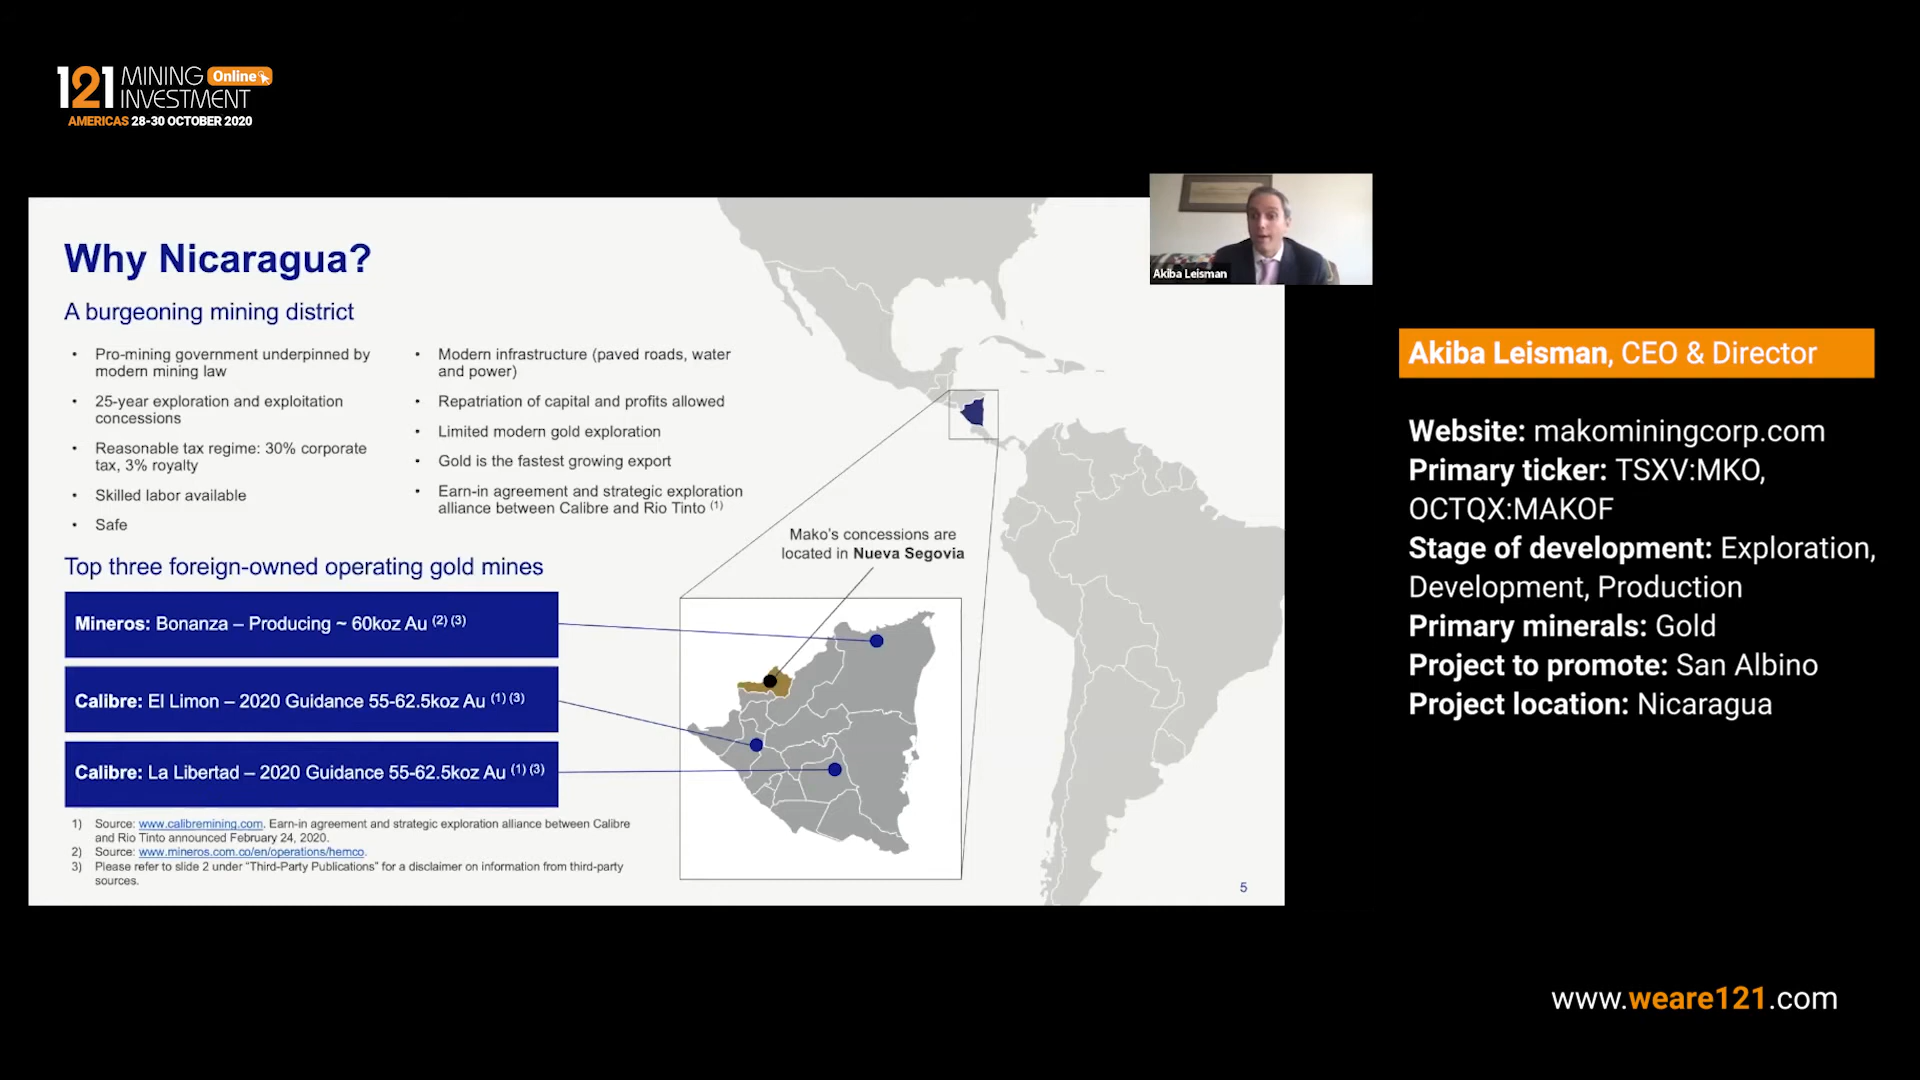 121 MINING Online
INVESTMENT
AMERICAS 28-30 OCTOBER 2020
Akiba Leisman
Why Nicaragua?
A burgeoning mining district
• Pro-mining government underpinned by
modern mining law
• 25-year exploration and exploitation
concessions
• Reasonable tax regime: 30% corporate
tax, 3% royalty
• Skilled labor available
• Safe
• Modern infrastructure (paved roads, water
and power)
• Repatriation of capital and profits allowed
• Limited modern gold exploration
• Gold is the fastest growing export
• Earn-in agreement and strategic exploration
alliance between Calibre and Rio Tinto (1)
Mako's concessions are
located in Nueva Segovia
Top three foreign-owned operating gold mines
Mineros: Bonanza – Producing ~ 60koz Au (2) (3)
Calibre: El Limon – 2020 Guidance 55-62.5koz Au (1) (3)
Calibre: La Libertad – 2020 Guidance 55-62.5koz Au (1) (3)
1) Source: www.calibremining.com. Earn-in agreement and strategic exploration alliance between Calibre
and Rio Tinto announced February 24, 2020.
2) Source: www.mineros.com.co/en/operations/hemco.
3) Please refer to slide 2 under "Third-Party Publications" for a disclaimer on information from third-party
sources.
5
Akiba Leisman, CEO & Director
Website: makominingcorp.com
Primary ticker: TSXV:MKO,
OCTQX:MAKOF
Stage of development: Exploration,
Development, Production
Primary minerals: Gold
Project to promote: San Albino
Project location: Nicaragua
www.weare121.com